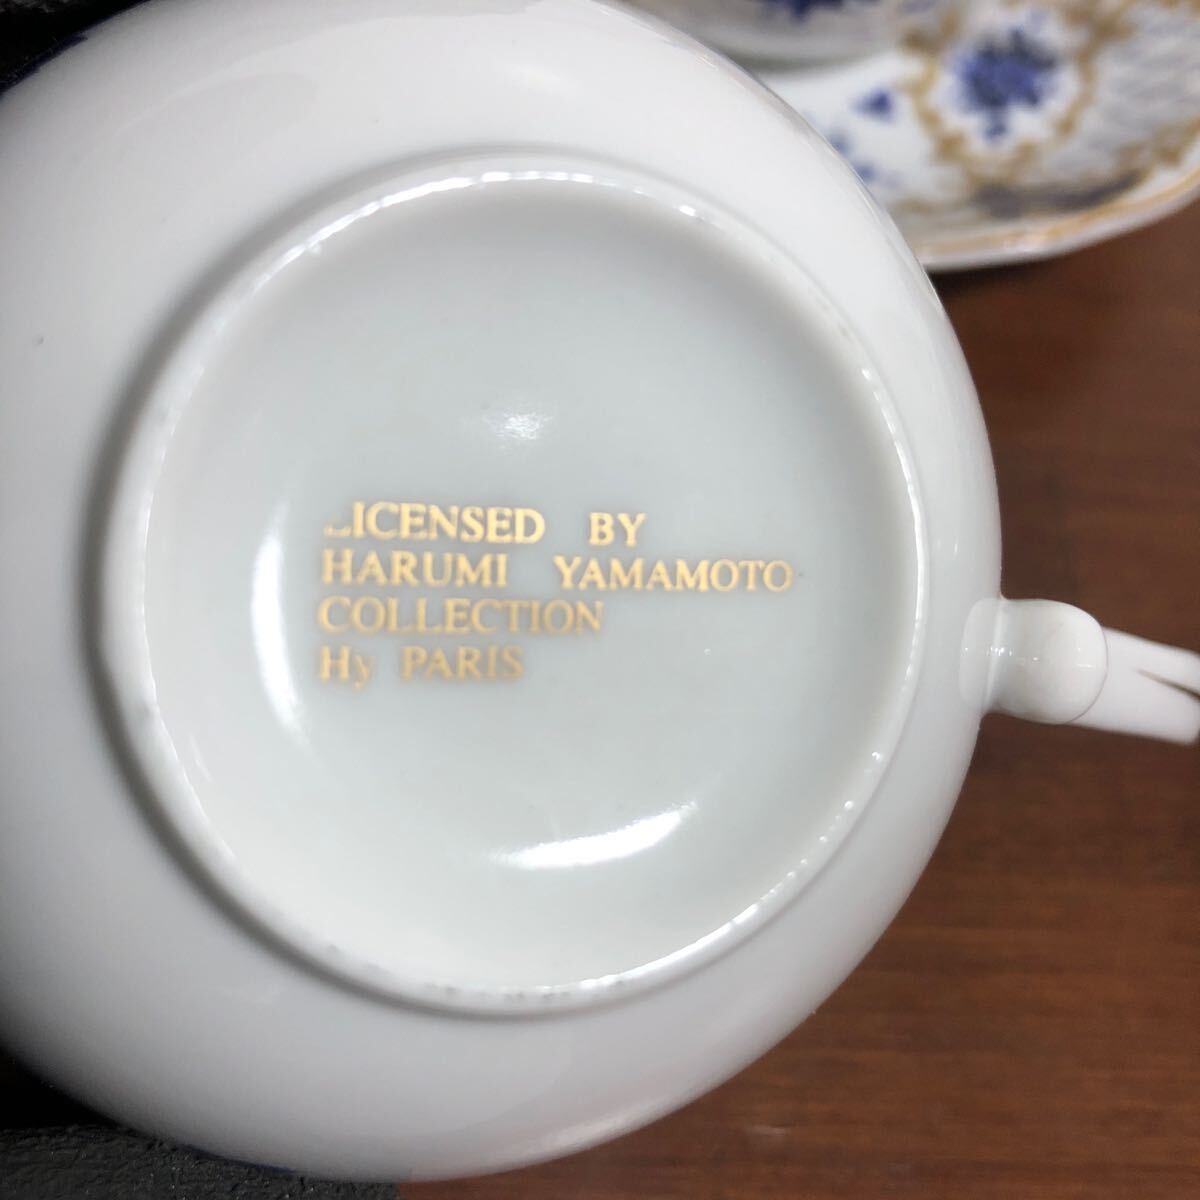 LICENSED BY
HARUMI YAMAMOTO
COLLECTION
Hy PARIS